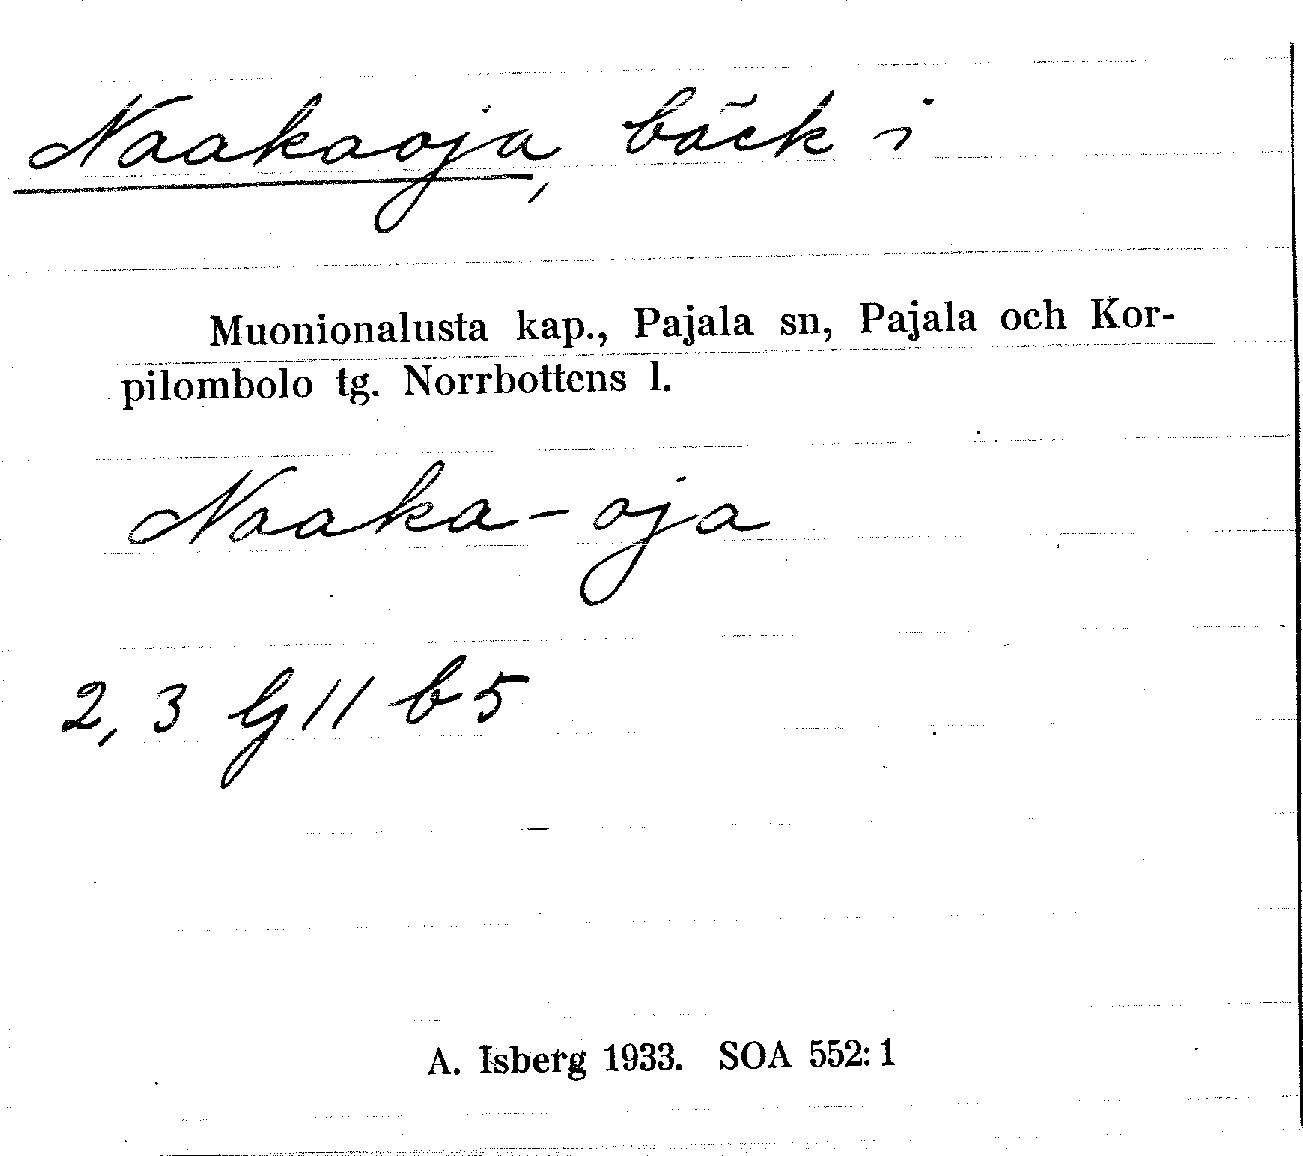 Naakaoja, bäck i
Muonionalusta kap., Pajala sn, Pajala och Kor-
pilombolo tg. Norrbottens l.
Naaka-oja
2, 3 G 11 b 5
A. Isberg 1933. SOA 552:1